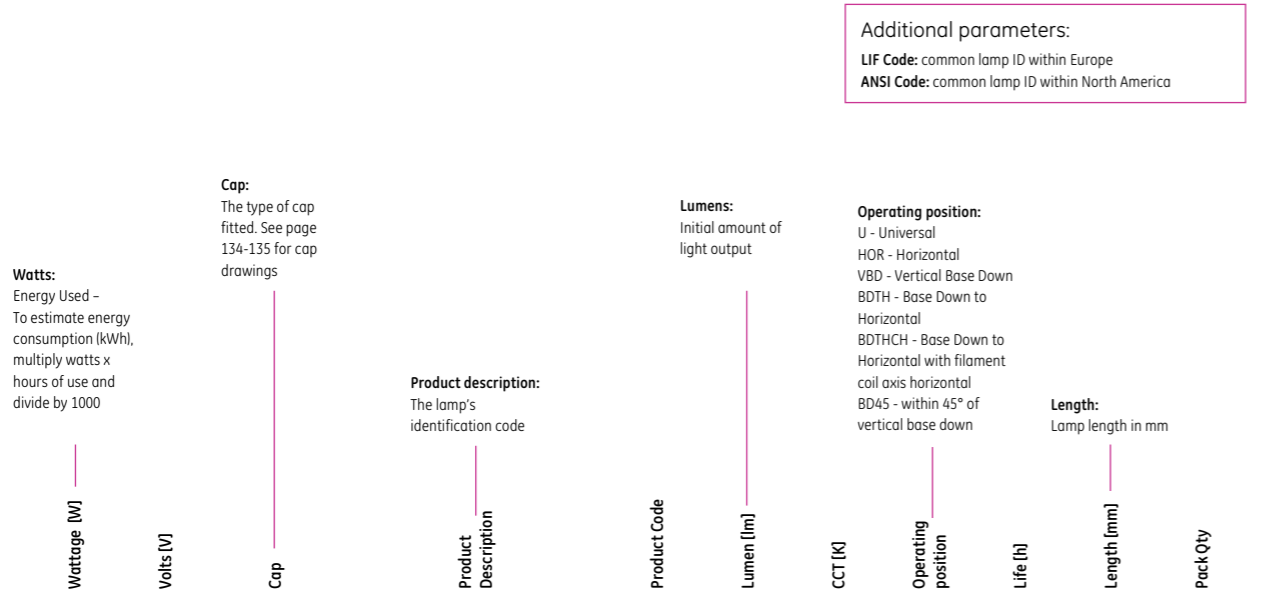 Additional parameters:
LIF Code: common lamp ID within Europe
ANSI Code: common lamp ID within North America
Cap:
The type of cap
fitted. See page
134-135 for cap
drawings
Lumens:
Initial amount of
light output
Operating position:
U - Universal
HOR - Horizontal
VBD - Vertical Base Down
BDTH - Base Down to
Horizontal
BDTHCH - Base Down to
Horizontal with filament
coil axis horizontal
BD45 - within 45° of
vertical base down
Watts:
Energy Used –
To estimate energy
consumption (kWh),
multiply watts x
hours of use and
divide by 1000
Product description:
The lamp's
identification code
Length:
Lamp length in mm
Wattage [W]
Volts [V]
Cap
Product
Description
Product Code
Lumen [lm]
CCT [K]
Operating
position
Life [h]
Length [mm]
Pack Qty